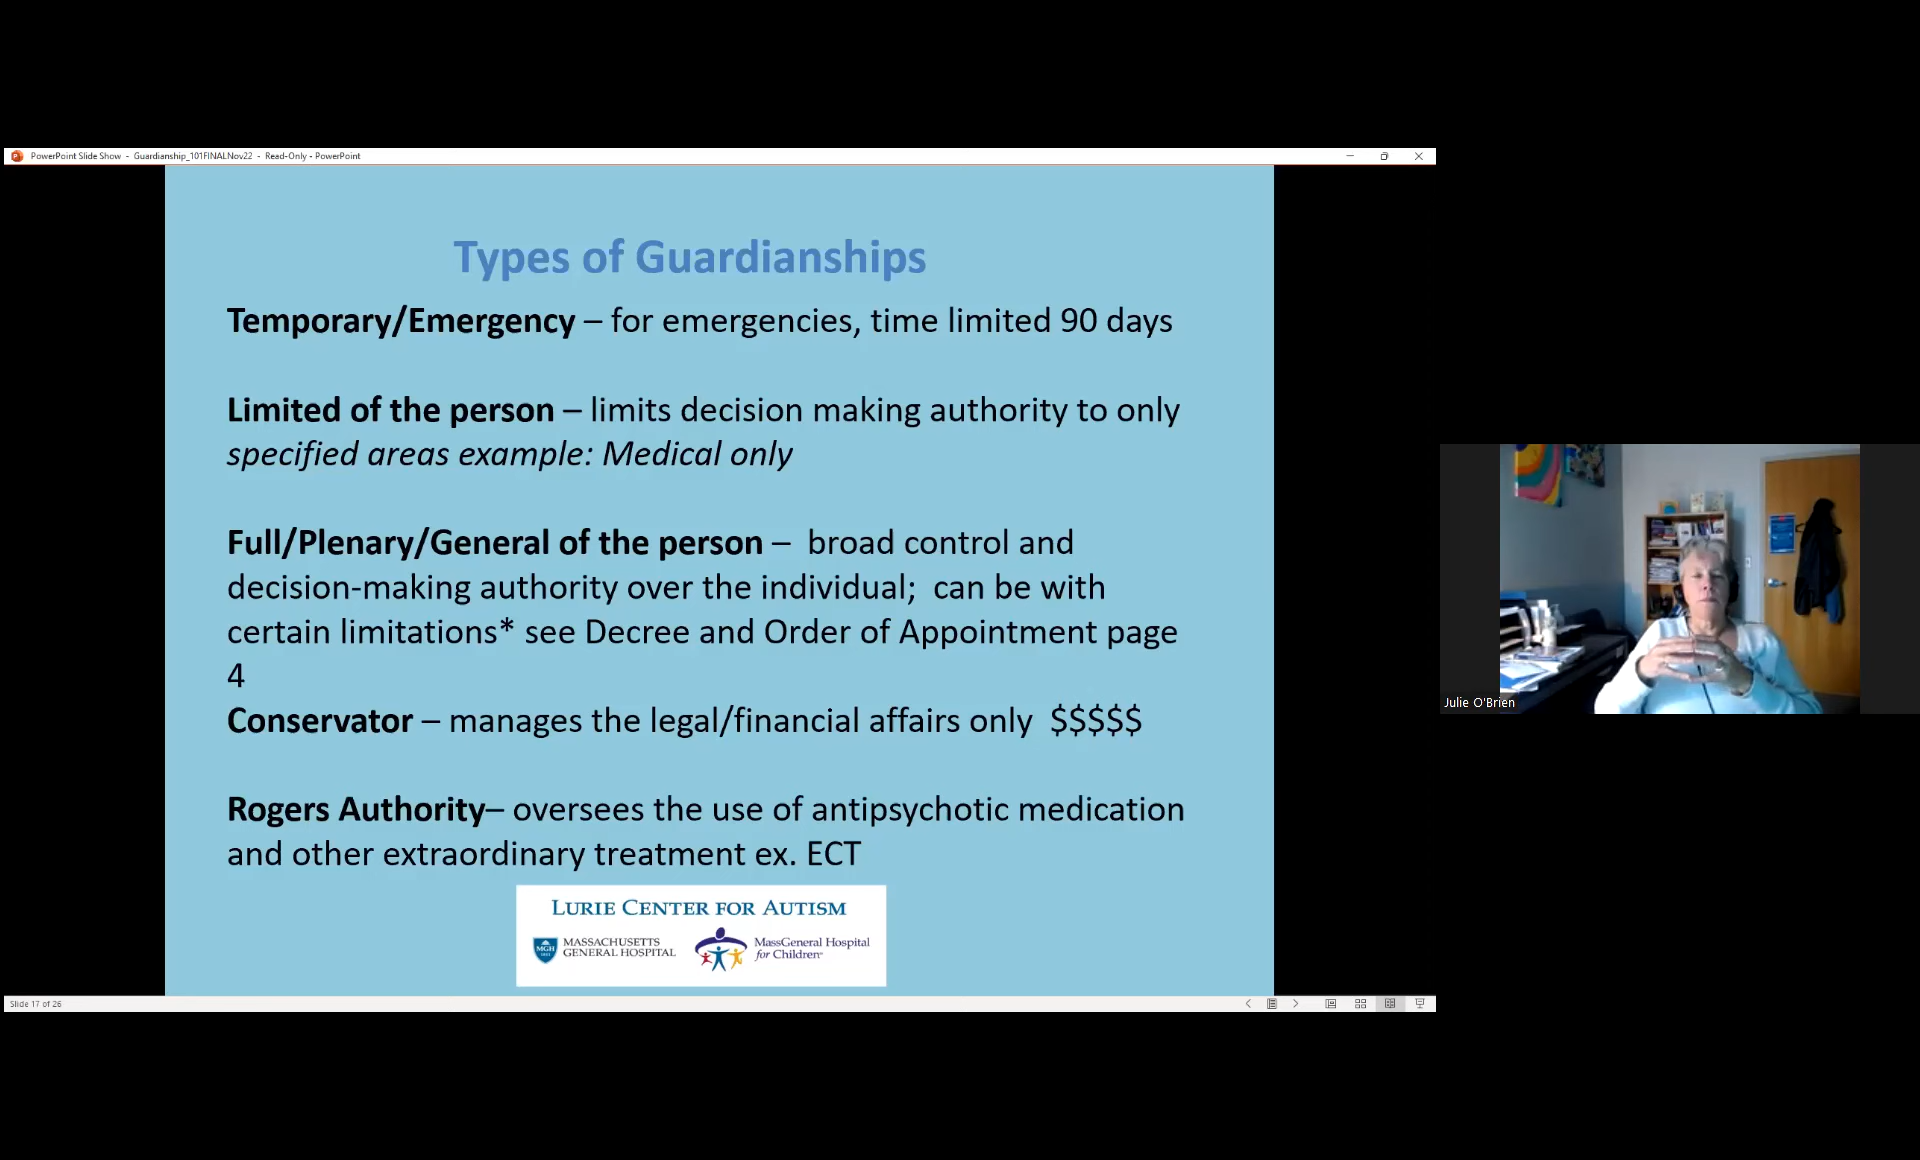 PowerPoint Slide Show - Guardianship_101FINALNov22 - Read-Only - PowerPoint
Types of Guardianships
Temporary/Emergency – for emergencies, time limited 90 days
Limited of the person – limits decision making authority to only
specified areas example: Medical only
Full/Plenary/General of the person – broad control and
decision-making authority over the individual; can be with
certain limitations* see Decree and Order of Appointment page
4
Conservator – manages the legal/financial affairs only $$$$$
Rogers Authority– oversees the use of antipsychotic medication
and other extraordinary treatment ex. ECT
LURIE CENTER FOR AUTISM
MGH
MASSACHUSETTS
GENERAL HOSPITAL
MassGeneral Hospital
for Children
Slide 17 of 26
Julie O'Brien